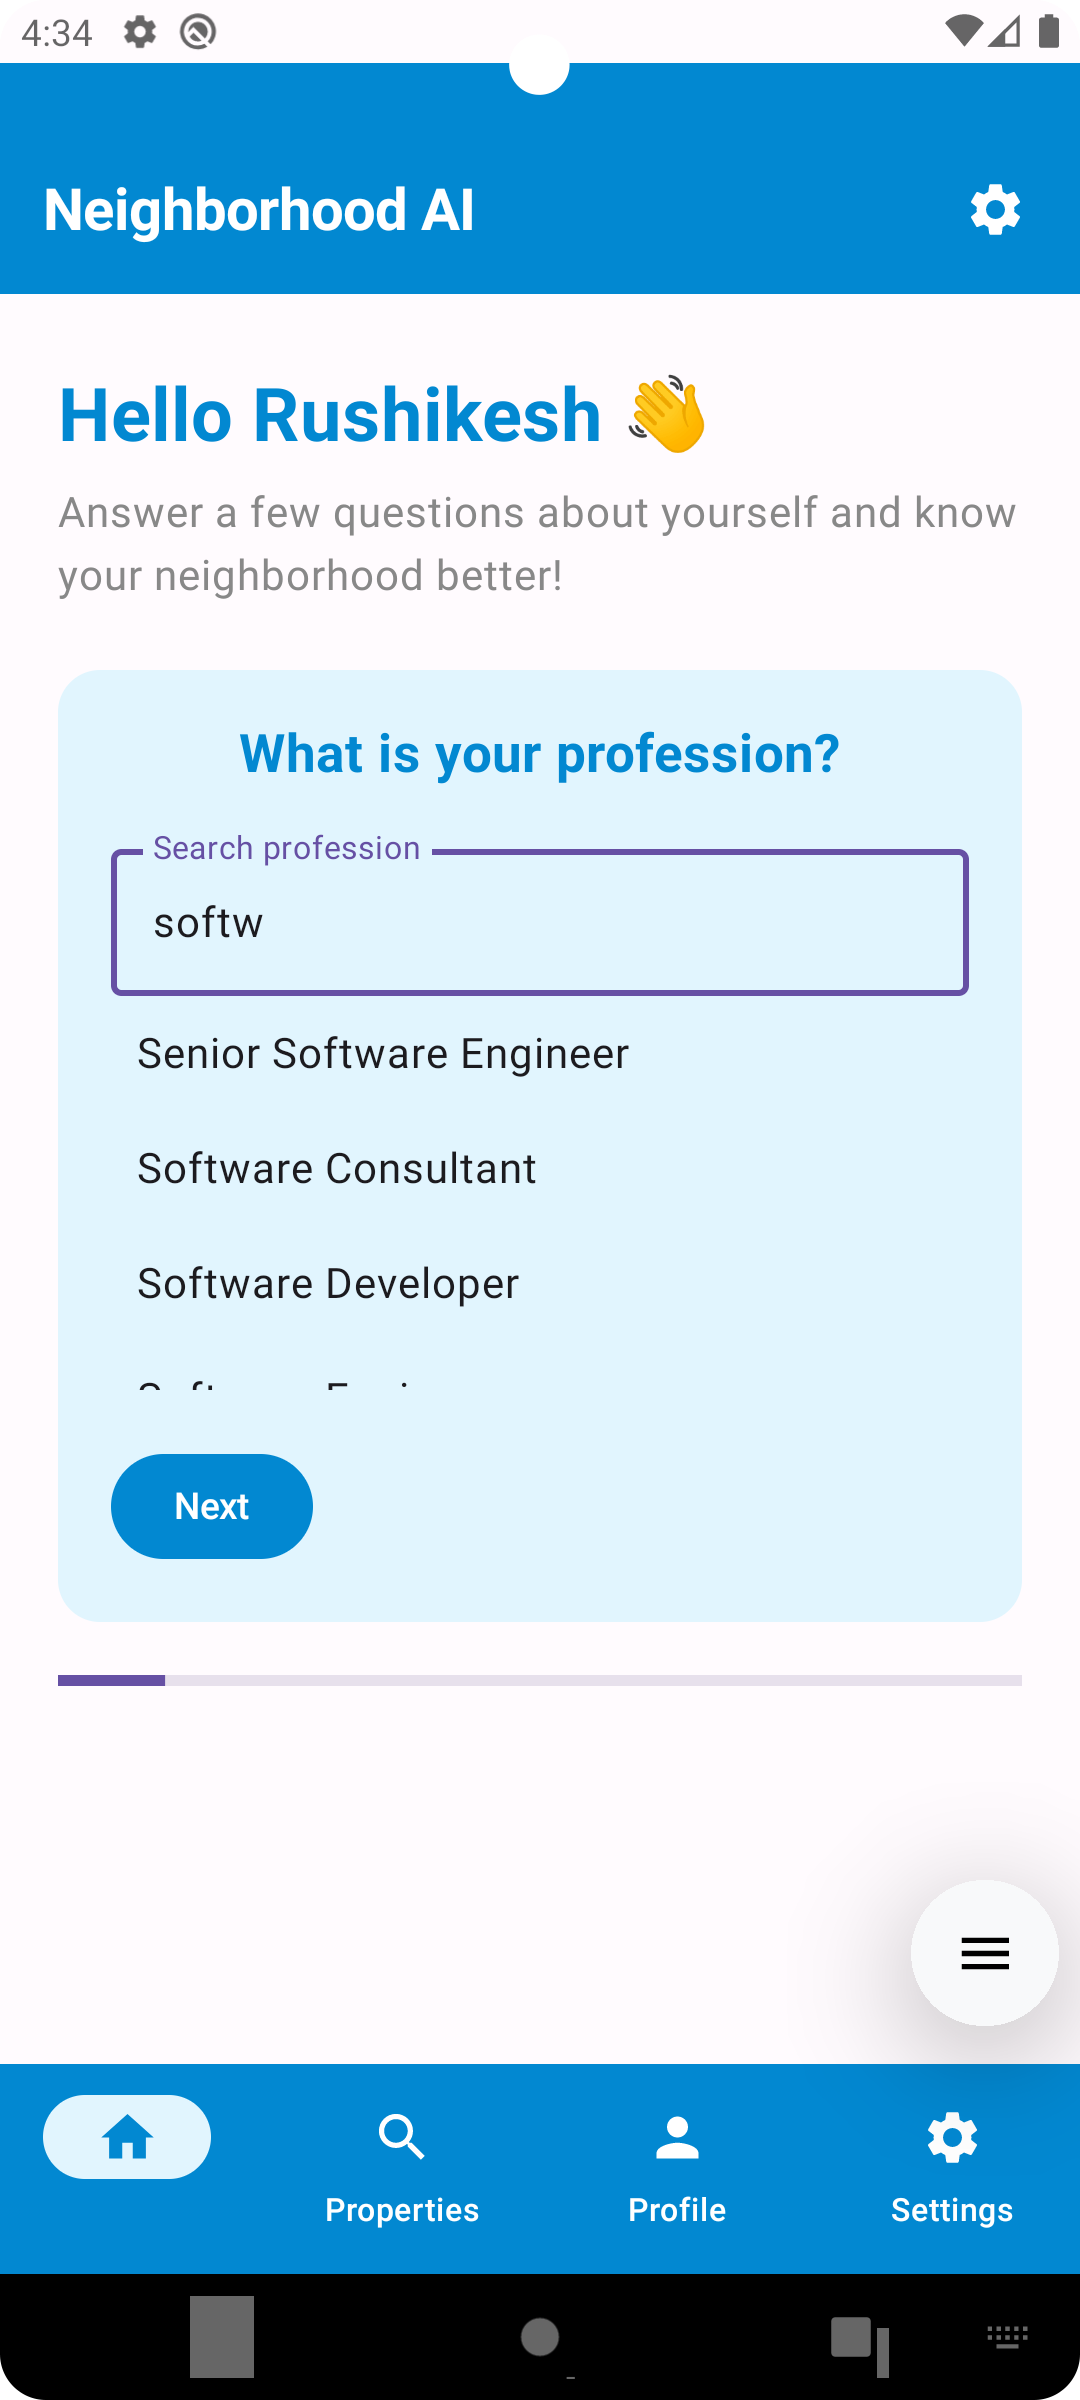 4:34
Neighborhood AI
Hello Rushikesh 👋
Answer a few questions about yourself and know
your neighborhood better!
What is your profession?
Search profession
softw
Senior Software Engineer
Software Consultant
Software Developer
Next
Properties
Profile
Settings